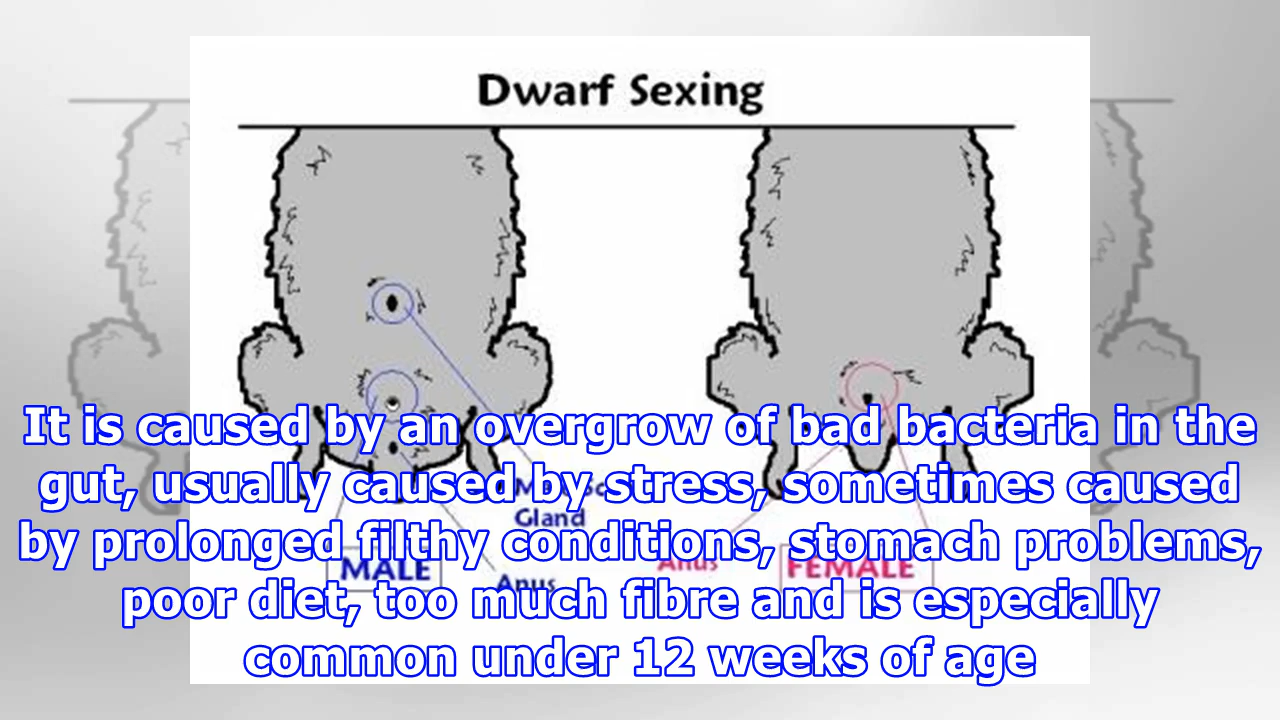 Dwarf Sexing
It is caused by an overgrow of bad bacteria in the
gut, usually caused by stress, sometimes caused
Gland
by prolonged filthy conditions, stomach problems,
Anus
MALE
FEMALE
Anus
poor diet, too much fibre and is especially
common under 12 weeks of age